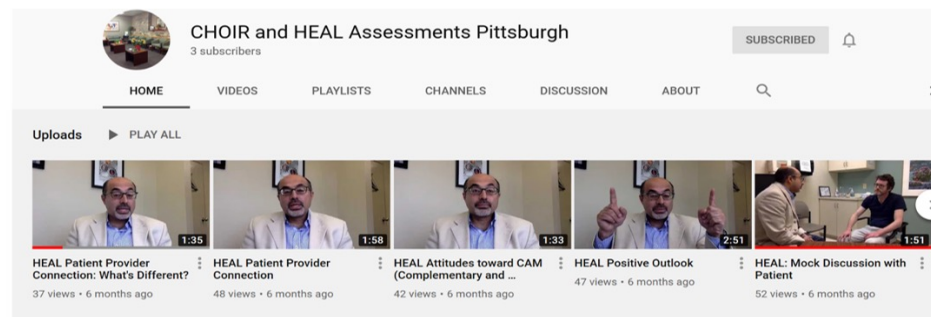 CHOIR and HEAL Assessments Pittsburgh
3 subscribers
SUBSCRIBED
HOME VIDEOS PLAYLISTS CHANNELS DISCUSSION ABOUT
Uploads PLAY ALL
1:35 1:58 1:33 2:51 1:51
HEAL Patient Provider
Connection: What's Different?
37 views • 6 months ago
HEAL Patient Provider
Connection
48 views • 6 months ago
HEAL Attitudes toward CAM
(Complementary and ...
42 views • 6 months ago
HEAL Positive Outlook
47 views • 6 months ago
HEAL: Mock Discussion with
Patient
52 views • 6 months ago